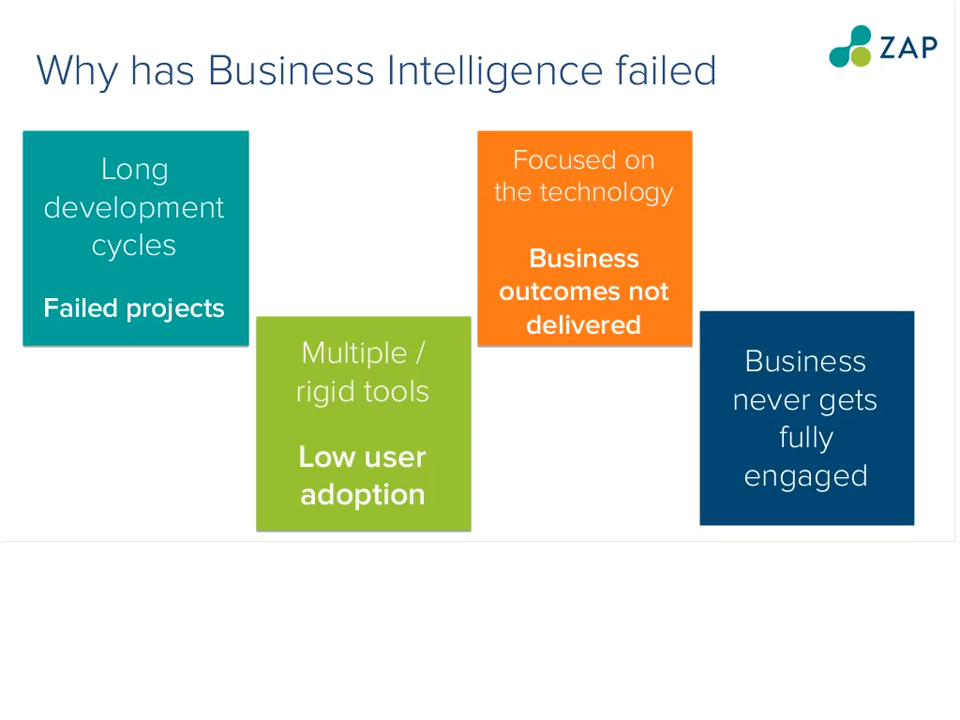 Why has Business Intelligence failed
ZAP
Long
development
cycles
Failed projects
Multiple /
rigid tools
Low user
adoption
Focused on
the technology
Business
outcomes not
delivered
Business
never gets
fully
engaged